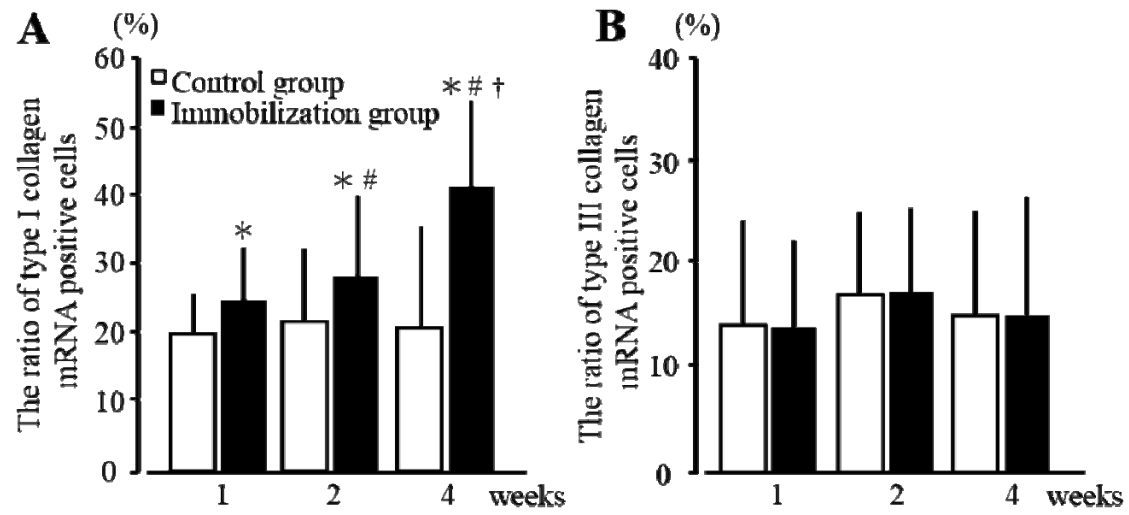 A
(%)
60
50
40
30
20
10
0
The ratio of type I collagen
mRNA positive cells
Control group
Immobilization group
*
* #
* # †
1
2
4
weeks
B
(%)
40
30
20
10
0
The ratio of type III collagen
mRNA positive cells
1
2
4
weeks